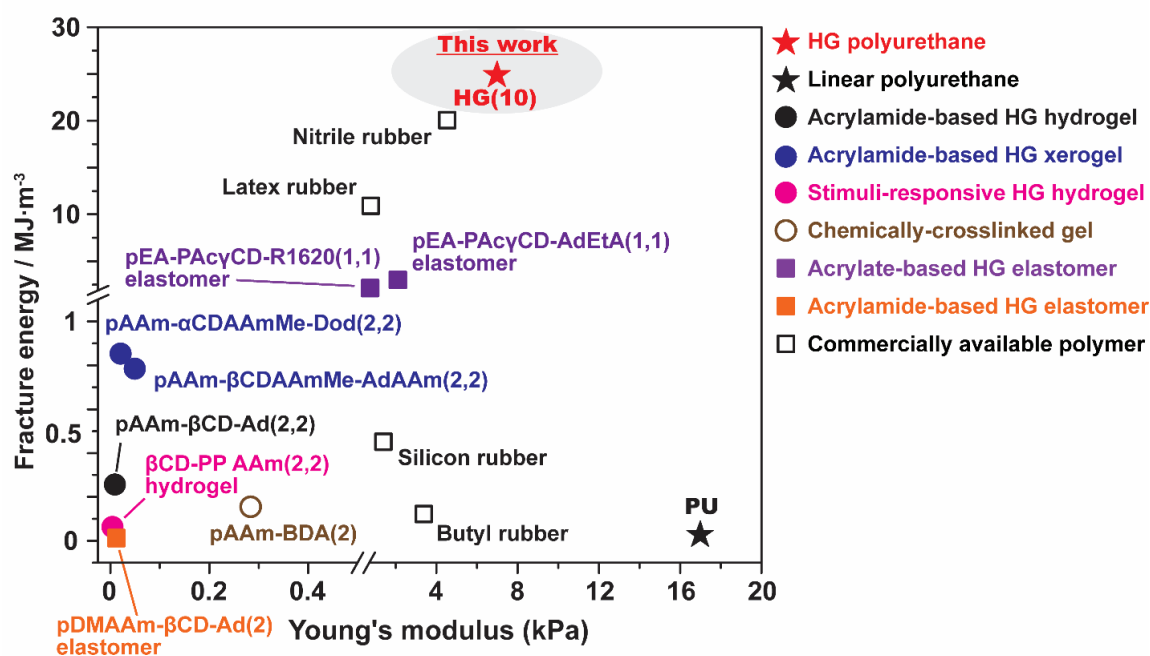 30
This work
HG(10)
20
Nitrile rubber
Latex rubber
10
pEA-PAcγCD-AdEtA(1,1)
elastomer
pEA-PAcγCD-R1620(1,1)
elastomer
1
pAAm-αCDAAmMe-Dod(2,2)
pAAm-βCDAAmMe-AdAAm(2,2)
pAAm-βCD-Ad(2,2)
0.5
Silicon rubber
βCD-PP AAm(2,2)
hydrogel
PU
pAAm-BDA(2)
Butyl rubber
0
Fracture energy / MJ·m-3
0
0.2
0.4
4
8
12
16
20
pDMAAm-βCD-Ad(2)
elastomer
Young's modulus (kPa)
HG polyurethane
Linear polyurethane
Acrylamide-based HG hydrogel
Acrylamide-based HG xerogel
Stimuli-responsive HG hydrogel
Chemically-crosslinked gel
Acrylate-based HG elastomer
Acrylamide-based HG elastomer
Commercially available polymer